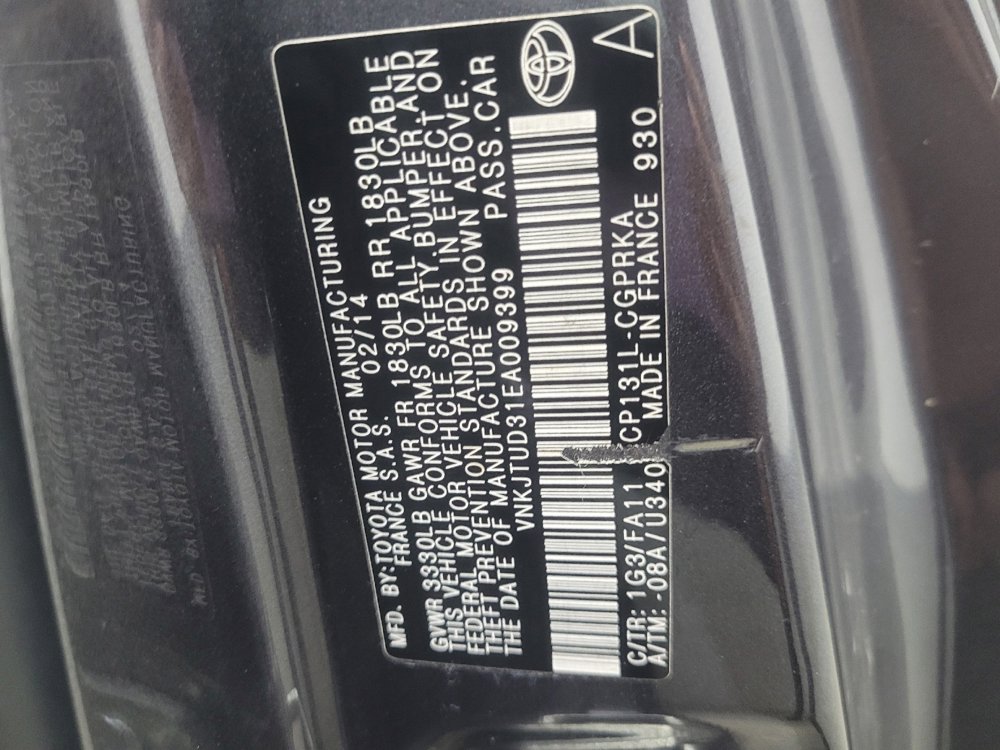 MFD. BY:TOYOTA MOTOR MANUFACTURING
FRANCE S.A.S. 02/14
GVWR 3330LB GAWR FR 1830LB RR 1830LB
THIS VEHICLE CONFORMS TO ALL APPLICABLE
FEDERAL MOTOR VEHICLE SAFETY,BUMPER,AND
THEFT PREVENTION STANDARDS IN EFFECT ON
THE DATE OF MANUFACTURE SHOWN ABOVE.
VNKJTUD31EA009399 PASS.CAR
C/TR: 1G3/FA11 CP131L-CGPRKA
A/TM: -08A/U340 MADE IN FRANCE 930
A